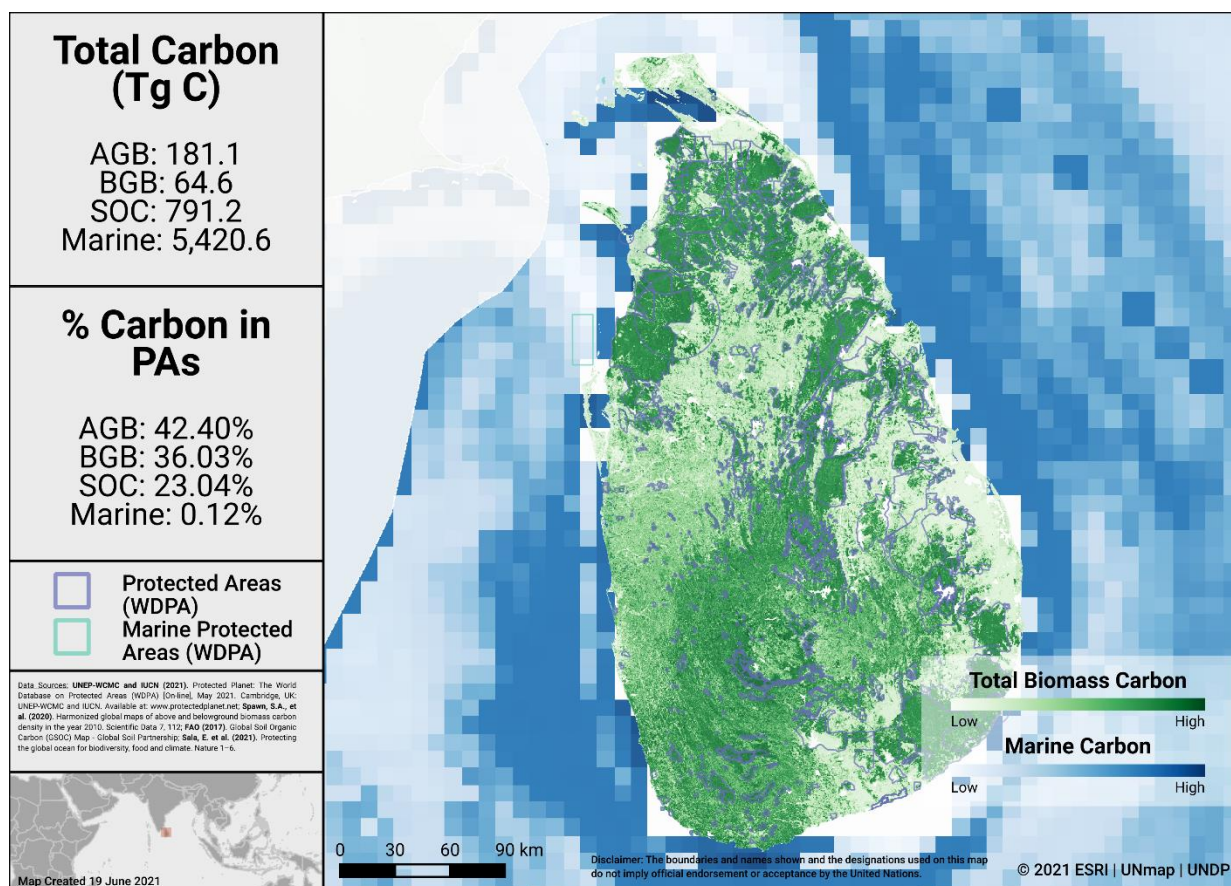 Total Carbon
(Tg C)
AGB: 181.1
BGB: 64.6
SOC: 791.2
Marine: 5,420.6
% Carbon in
PAs
AGB: 42.40%
BGB: 36.03%
SOC: 23.04%
Marine: 0.12%
Protected Areas
(WDPA)
Marine Protected
Areas (WDPA)
Data Sources: UNEP-WCMC and IUCN (2021). Protected Planet: The World
Database on Protected Areas (WDPA) [On-line], May 2021. Cambridge, UK:
UNEP-WCMC and IUCN. Available at: www.protectedplanet.net; Spawn, S.A., et
al. (2020). Harmonized global maps of above and belowground biomass carbon
density in the year 2010. Scientific Data 7, 112; FAO (2017). Global Soil Organic
Carbon (GSOC) Map - Global Soil Partnership; Sala, E. et al. (2021). Protecting
the global ocean for biodiversity, food and climate. Nature 1–6.
Map Created 19 June 2021
Total Biomass Carbon
Low High
Marine Carbon
Low High
0 30 60 90 km
Disclaimer: The boundaries and names shown and the designations used on this map
do not imply official endorsement or acceptance by the United Nations.
© 2021 ESRI | UNmap | UNDP